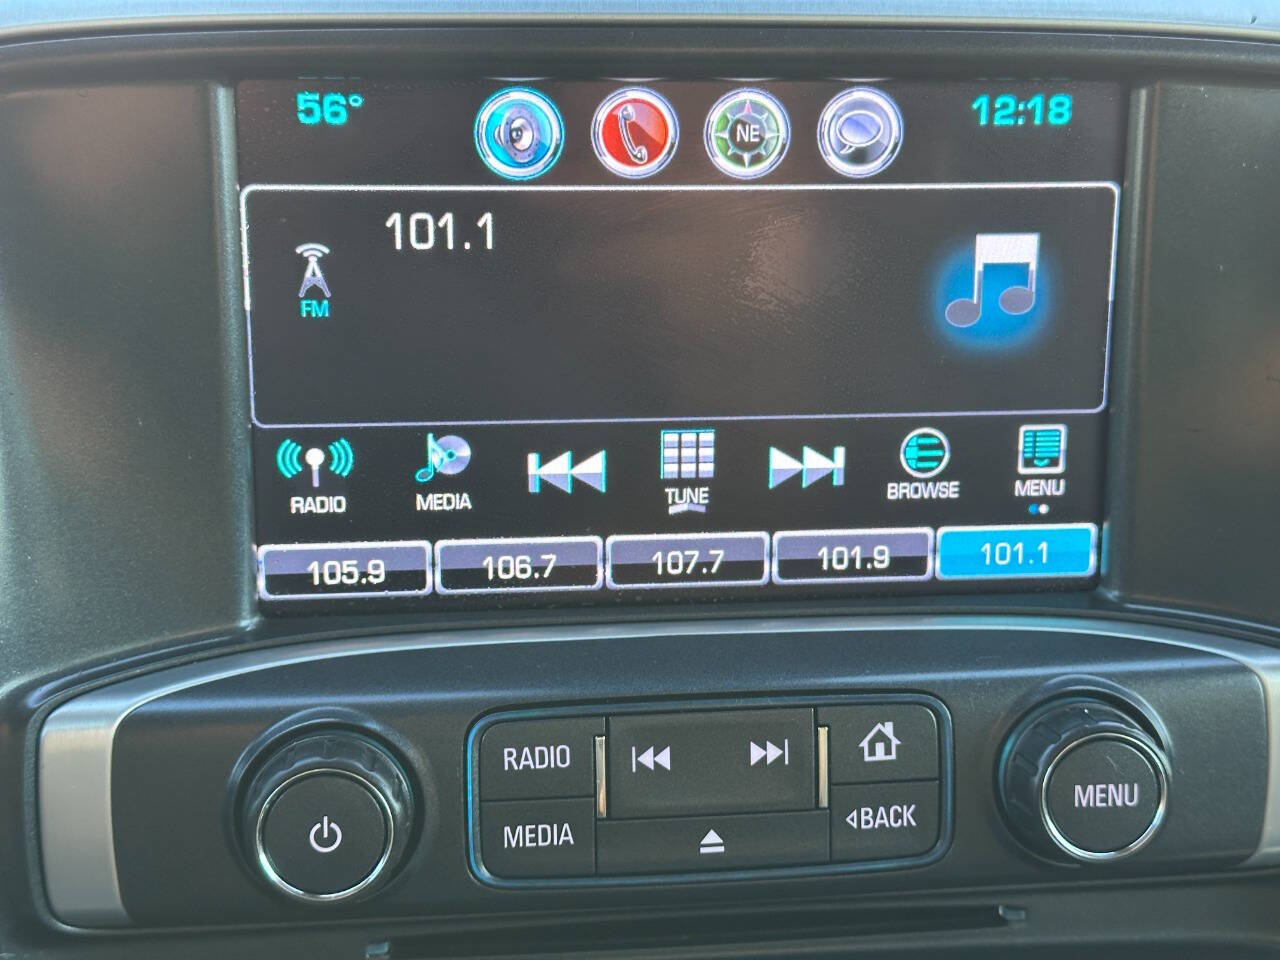 56°
NE
12:18
101.1
FM
RADIO
MEDIA
TUNE
BROWSE
MENU
105.9
106.7
107.7
101.9
101.1
RADIO
MEDIA
BACK
MENU